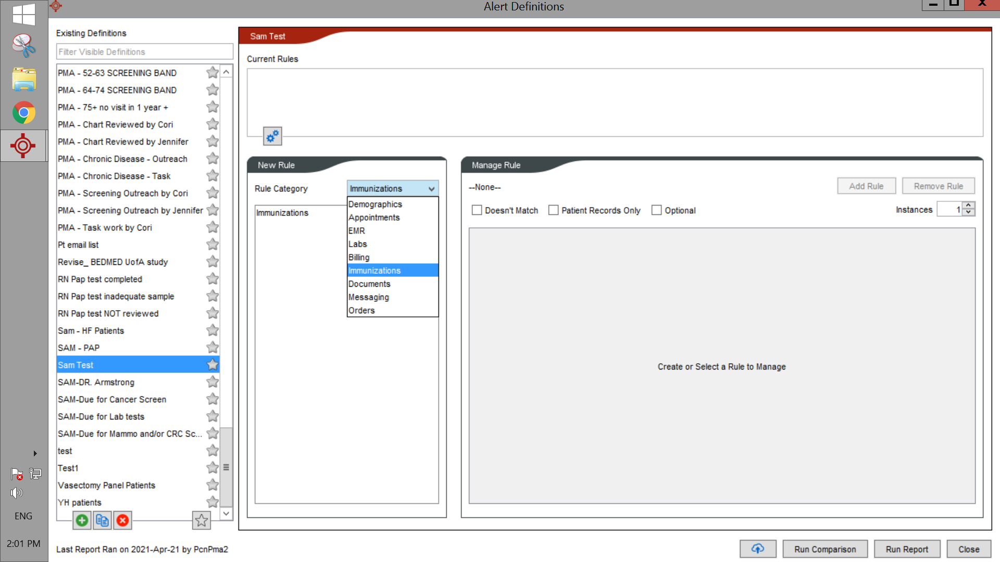 Alert Definitions
Existing Definitions
Filter Visible Definitions
PMA - 52-63 SCREENING BAND
PMA - 64-74 SCREENING BAND
PMA - 75+ no visit in 1 year +
PMA - Chart Reviewed by Cori
PMA - Chart Reviewed by Jennifer
PMA - Chronic Disease - Outreach
PMA - Chronic Disease - Task
PMA - Screening Outreach by Cori
PMA - Screening Outreach by Jennifer
PMA - Task work by Cori
Pt email list
Revise_ BEDMED UofA study
RN Pap test completed
RN Pap test inadequate sample
RN Pap test NOT reviewed
Sam - HF Patients
SAM - PAP
Sam Test
SAM-DR. Armstrong
SAM-Due for Cancer Screen
SAM-Due for Lab tests
SAM-Due for Mammo and/or CRC Sc...
test
Test1
Vasectomy Panel Patients
YH patients
Last Report Ran on 2021-Apr-21 by PcnPma2
Sam Test
Current Rules
New Rule
Rule Category
Immunizations
Immunizations
Demographics
Appointments
EMR
Labs
Billing
Immunizations
Documents
Messaging
Orders
Manage Rule
--None--
Add Rule
Remove Rule
Doesn't Match
Patient Records Only
Optional
Instances
1
Create or Select a Rule to Manage
Run Comparison
Run Report
Close
ENG
2:01 PM